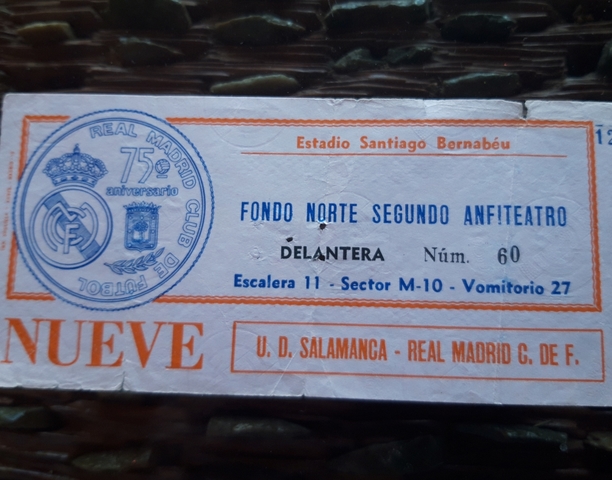 REAL MADRID CLUB DE FUTBOL
75º
aniversario
12
Estadio Santiago Bernabéu
FONDO NORTE SEGUNDO ANFITEATRO
DELANTERA Núm. 60
Escalera 11 - Sector M-10 - Vomitorio 27
NUEVE
U. D. SALAMANCA - REAL MADRID C. DE F.